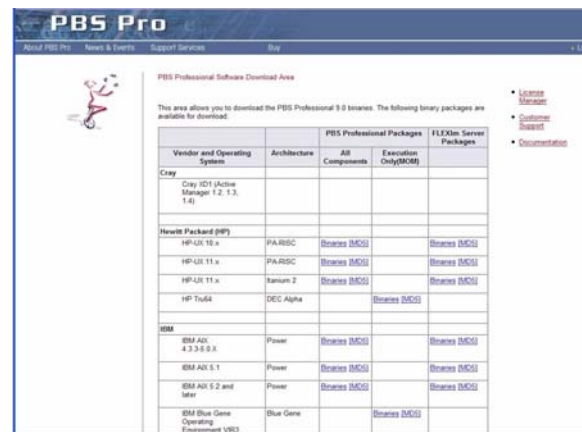 PBS Pro
About PBS Pro News & Events Support Services Buy
PBS Professional Software Download Area
This area allows you to download the PBS Professional 9.0 binaries. The following binary packages are
available for download:
License
Manager
Customer
Support
Documentation
PBS Professional Packages FLEXlm Server
Packages
Vendor and Operating
System Architecture All
Components Execution
Only(MOM)
Cray
Cray XD1 (Active
Manager 1.2, 1.3,
1.4)
Hewitt Packard (HP)
HP-UX 10.x PA-RISC Binaries [MD5] Binaries [MD5]
HP-UX 11.x PA-RISC Binaries [MD5] Binaries [MD5]
HP-UX 11.x Itanium 2 Binaries [MD5] Binaries [MD5]
HP Tru64 DEC Alpha Binaries [MD5]
IBM
IBM AIX
4.3.3-5.0.X Power Binaries [MD5] Binaries [MD5]
IBM AIX 5.1 Power Binaries [MD5] Binaries [MD5]
IBM AIX 5.2 and
later Power Binaries [MD5] Binaries [MD5]
IBM Blue Gene
Operating
Environment Blue Gene Binaries [MD5]